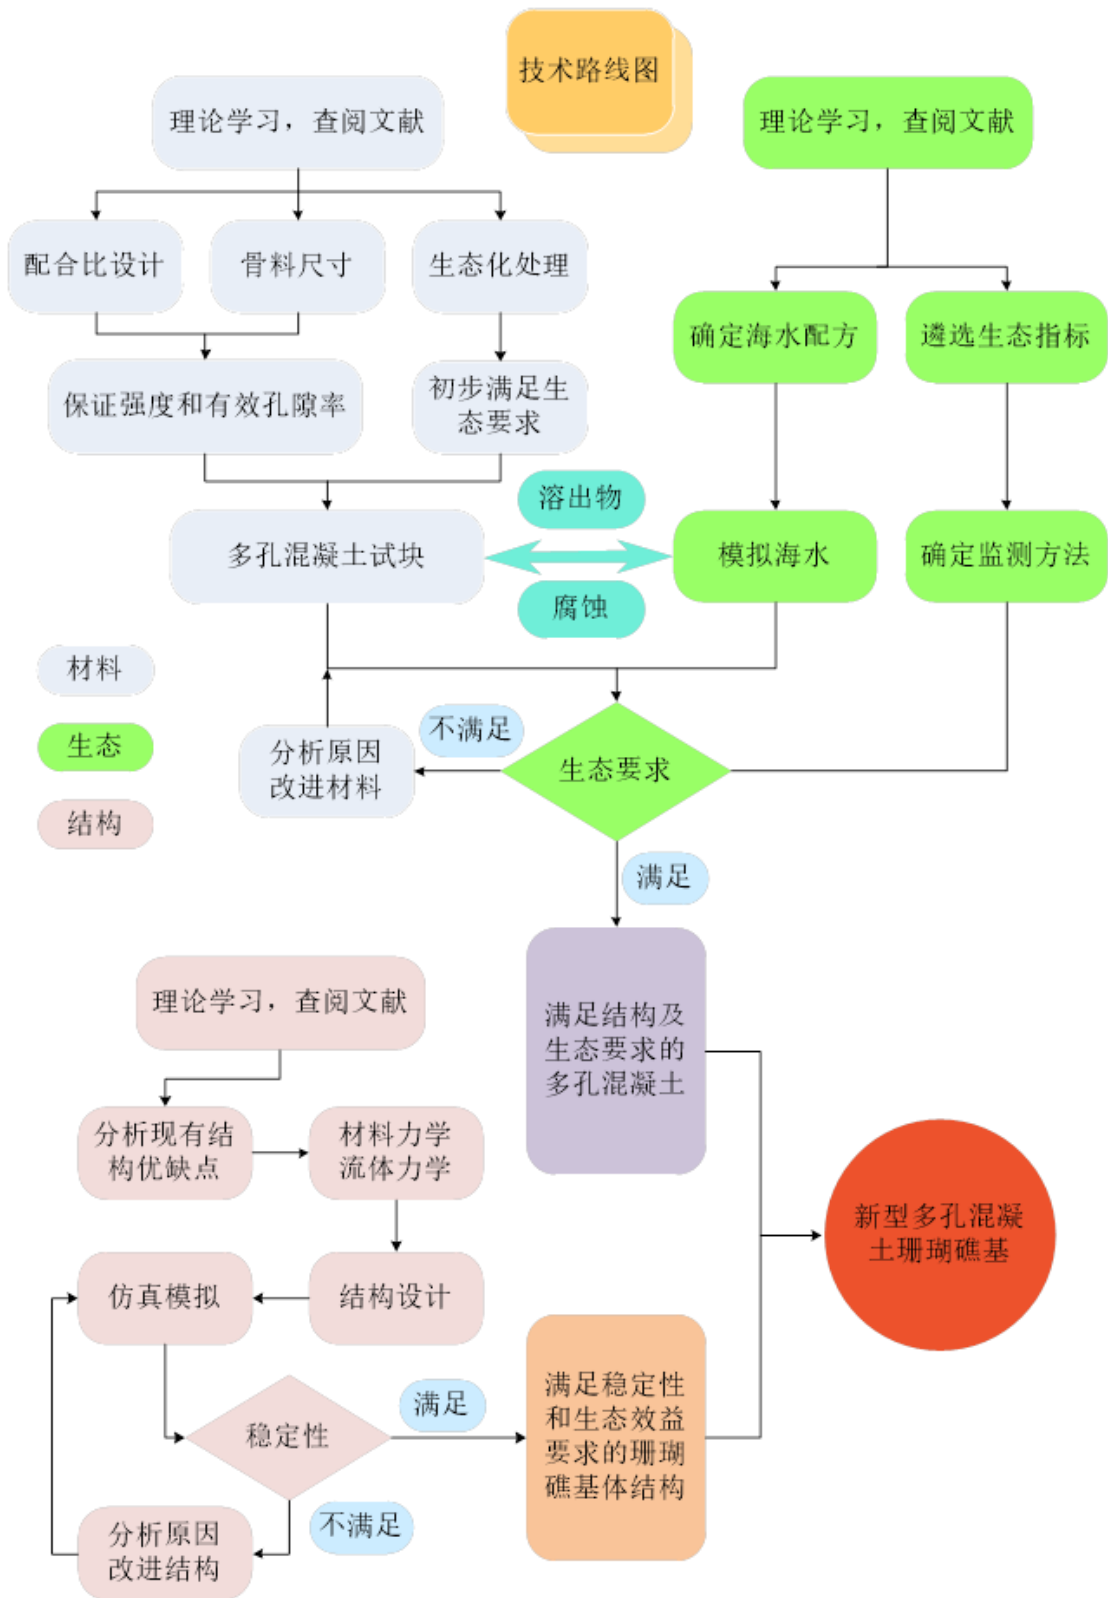 技术路线图
理论学习，查阅文献
理论学习，查阅文献
配合比设计
骨料尺寸
生态化处理
确定海水配方
遴选生态指标
保证强度和有效孔隙率
初步满足生
态要求
溶出物
多孔混凝土试块
模拟海水
确定监测方法
腐蚀
材料
生态
结构
不满足
分析原因
改进材料
生态要求
满足
理论学习，查阅文献
满足结构及
生态要求的
多孔混凝土
分析现有结
构优缺点
材料力学
流体力学
新型多孔混凝
土珊瑚礁基
仿真模拟
结构设计
稳定性
满足
满足稳定性
和生态效益
要求的珊瑚
礁基体结构
不满足
分析原因
改进结构